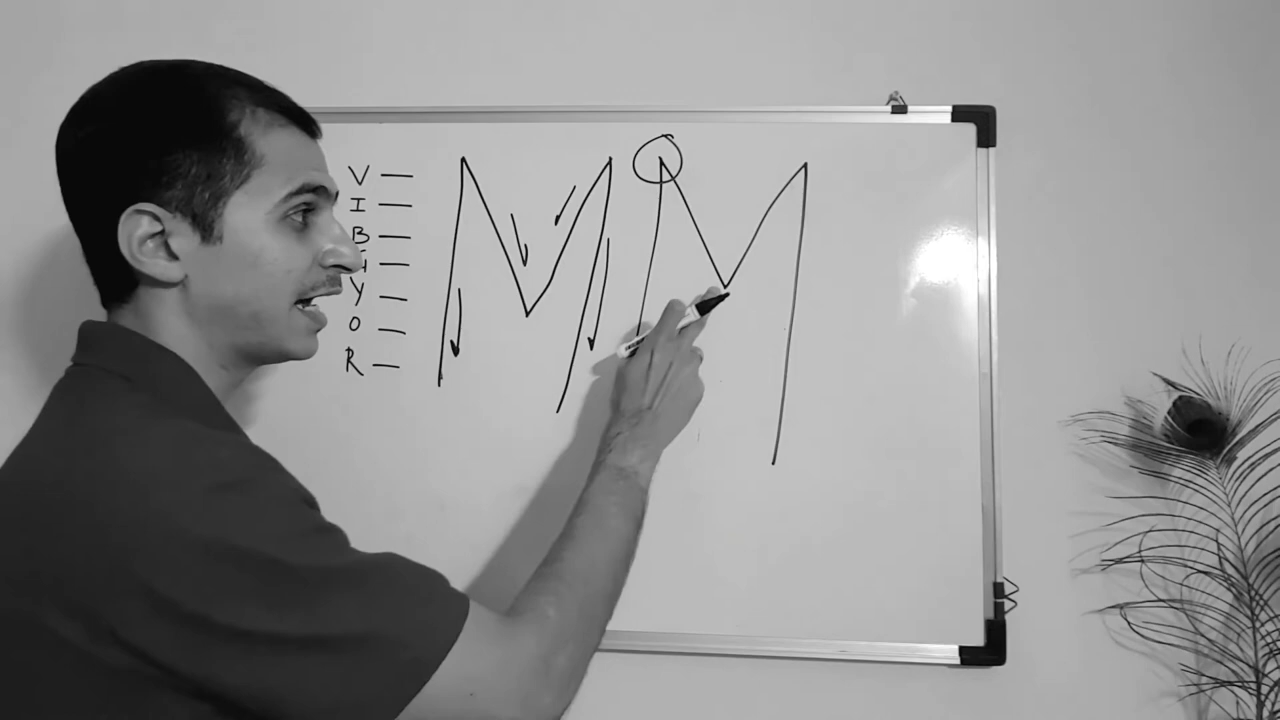 V —
I —
B —
G —
Y —
O —
R —
M M